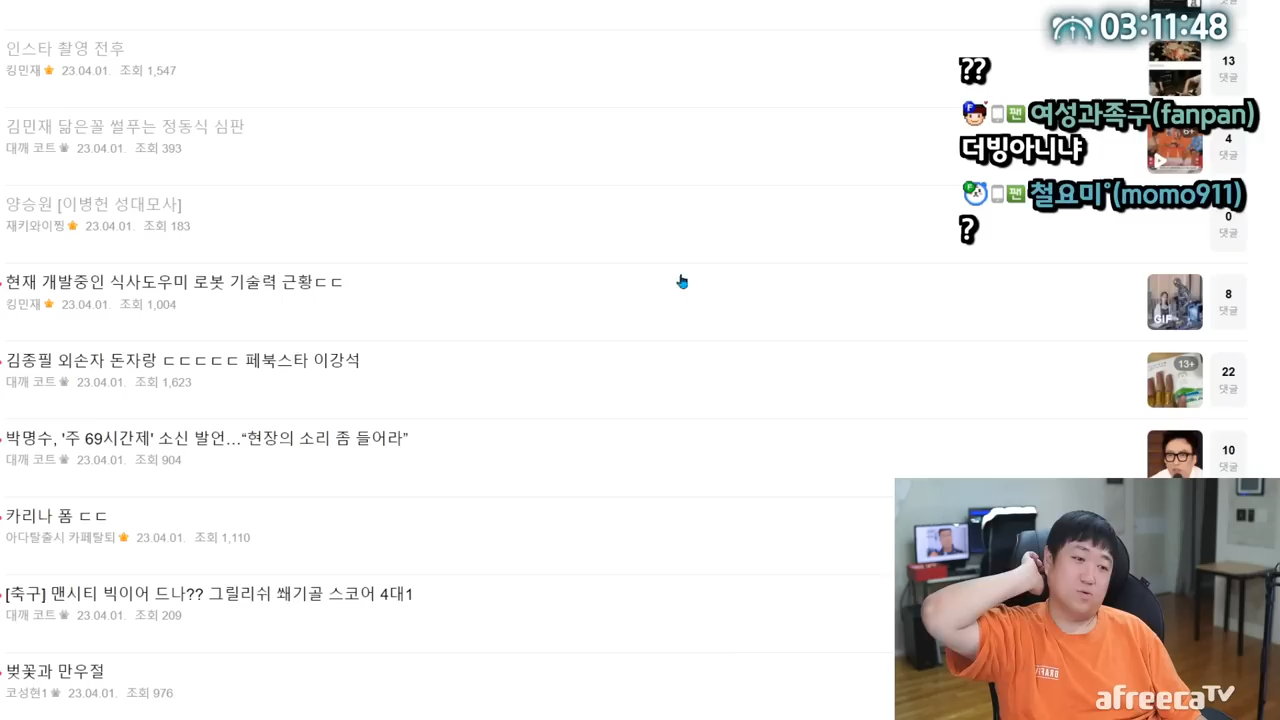 03:11:48
인스타 촬영 전후
킹민재 23.04.01. 조회 1,547
13
댓글
??
김민재 닮은꼴 썰푸는 정동식 심판
대깨 코트 23.04.01. 조회 393
4
댓글
여성과족구(fanpan)
더빙아니냐
양승원 [이병헌 성대모사]
재키와이찡 23.04.01. 조회 183
0
댓글
철요미°(momo911)
?
현재 개발중인 식사도우미 로봇 기술력 근황ㄷㄷ
킹민재 23.04.01. 조회 1,004
GIF
8
댓글
김종필 외손자 돈자랑 ㄷㄷㄷㄷㄷ 페북스타 이강석
대깨 코트 23.04.01. 조회 1,623
13+
22
댓글
박명수, '주 69시간제' 소신 발언…“현장의 소리 좀 들어라”
대깨 코트 23.04.01. 조회 904
10
댓글
카리나 폼 ㄷㄷ
아다탈출시 카페탈퇴 23.04.01. 조회 1,110
[축구] 맨시티 빅이어 드나?? 그릴리쉬 쐐기골 스코어 4대1
대깨 코트 23.04.01. 조회 209
벚꽃과 만우절
코성현1 23.04.01. 조회 976
afreecaTV